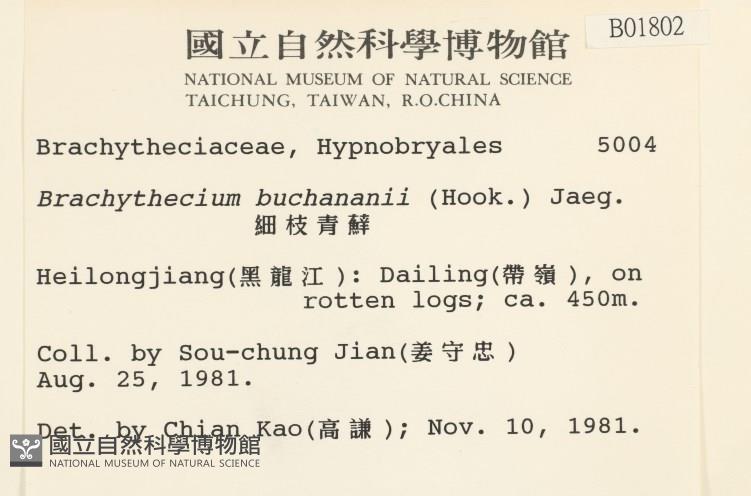 國立自然科學博物館
B01802
NATIONAL MUSEUM OF NATURAL SCIENCE
TAICHUNG, TAIWAN, R.O.CHINA
Brachytheciaceae, Hypnobryales 5004
Brachythecium buchananii (Hook.) Jaeg.
細枝青蘚
Heilongjiang(黑龍江): Dailing(帶嶺), on
rotten logs; ca. 450m.
Coll. by Sou-chung Jian(姜守忠)
Aug. 25, 1981.
Det. by Chian Kao(高謙); Nov. 10, 1981.
國立自然科學博物館
NATIONAL MUSEUM OF NATURAL SCIENCE